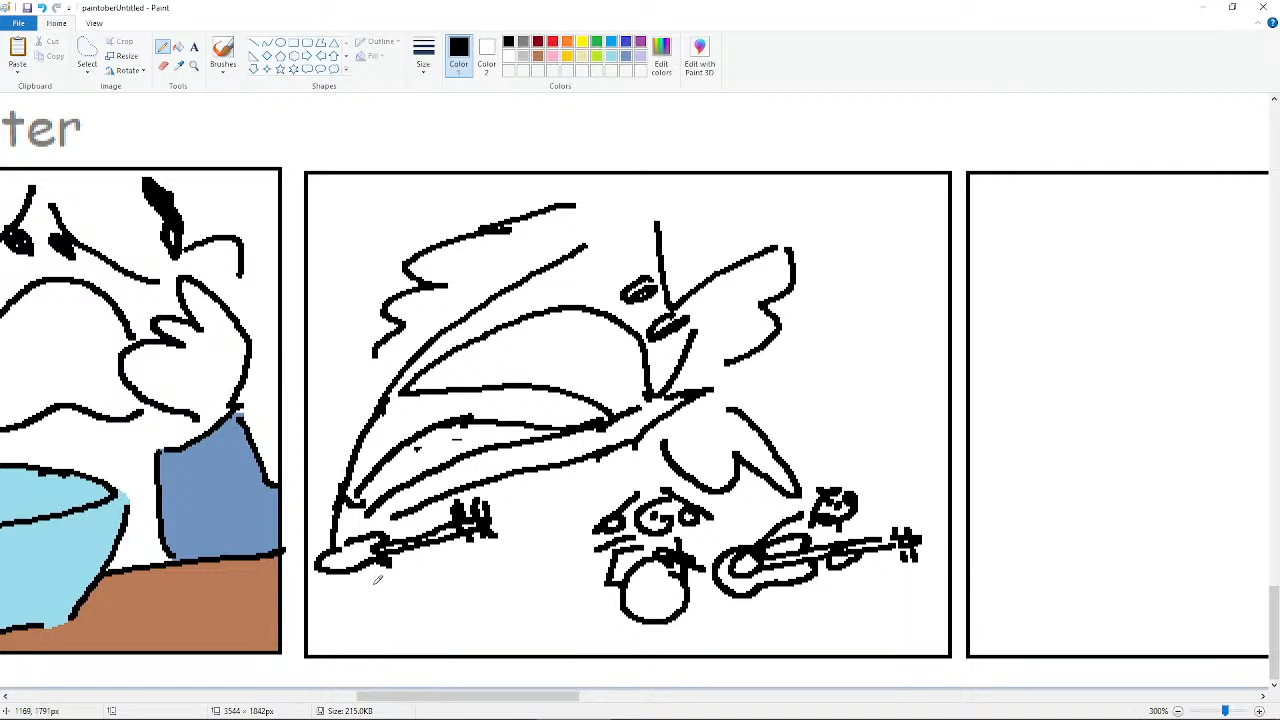 paintoberUntitled - Paint
File Home View
Paste
Cut
Copy
Clipboard
Select
Crop
Resize
Rotate
Image
A
Tools
Brushes
Outline
Fill
Shapes
Size
Color
1
Color
2
Edit
colors
Colors
Edit with
Paint 3D
ter
1169, 1791px
3544 × 1842px
Size: 215.0KB
300%